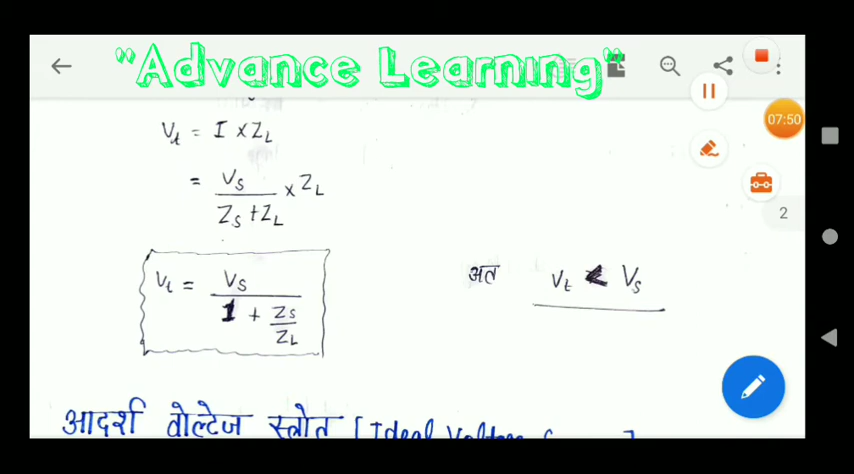 "Advance Learning"
07:50
2
Vt = I × ZL
= VS / ZS + ZL × ZL
Vt = VS / 1 + ZS / ZL
अत Vt < VS
आदर्श वोल्टेज स्त्रोत [Ideal